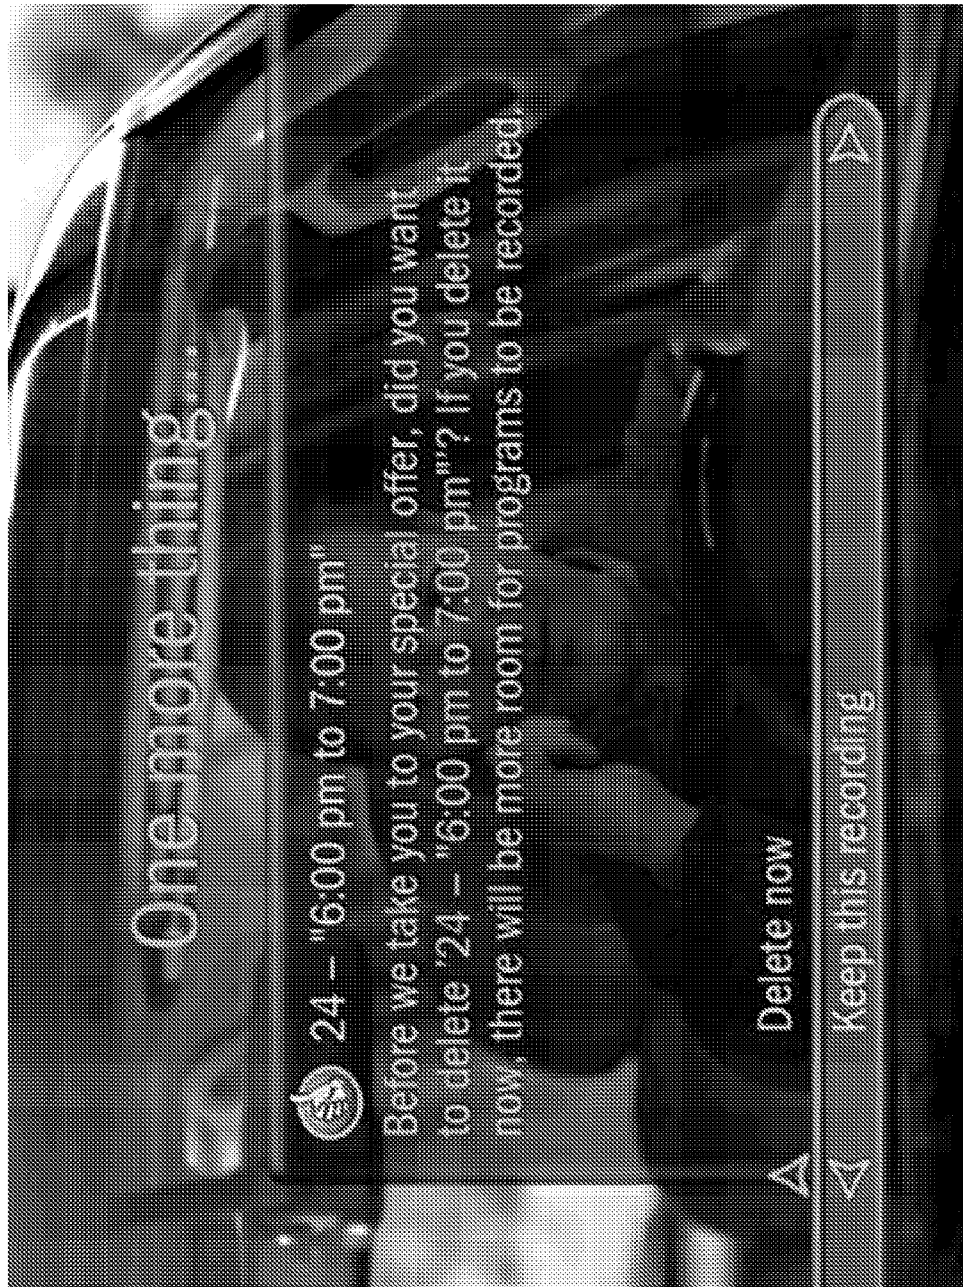 One more thing...
24 – "6:00 pm to 7:00 pm"
Before we take you to your special offer, did you want
to delete '24 – "6:00 pm to 7:00 pm"'? If you delete it
now, there will be more room for programs to be recorded.
Delete now
Keep this recording